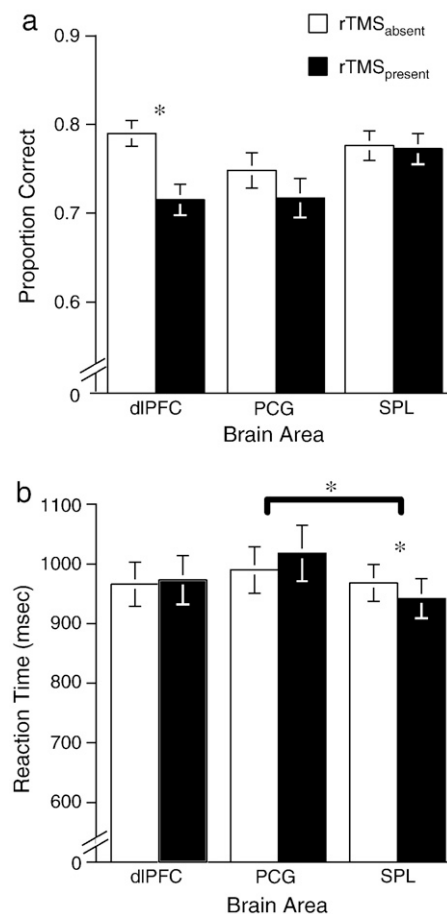 a
rTMSabsent
rTMSpresent
0.9
0.8
0.7
0.6
0
Proportion Correct
*
dlPFC PCG SPL
Brain Area
b
1100
1000
900
800
700
600
0
Reaction Time (msec)
*
*
dlPFC PCG SPL
Brain Area